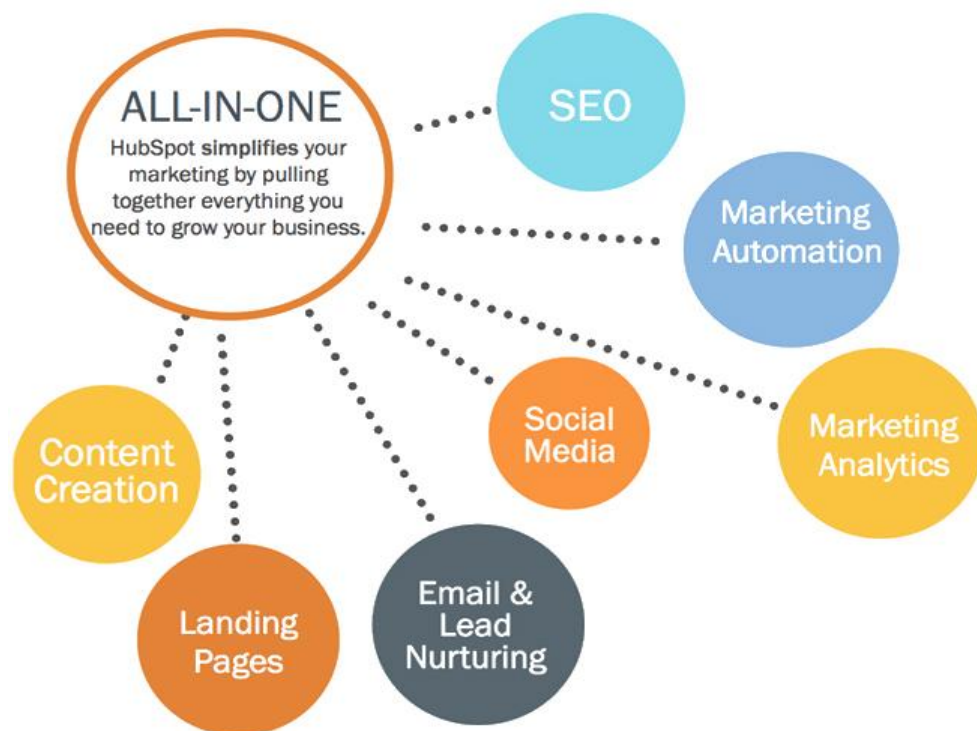 ALL-IN-ONE
HubSpot simplifies your
marketing by pulling
together everything you
need to grow your business.
SEO
Marketing
Automation
Marketing
Analytics
Social
Media
Email &
Lead
Nurturing
Landing
Pages
Content
Creation